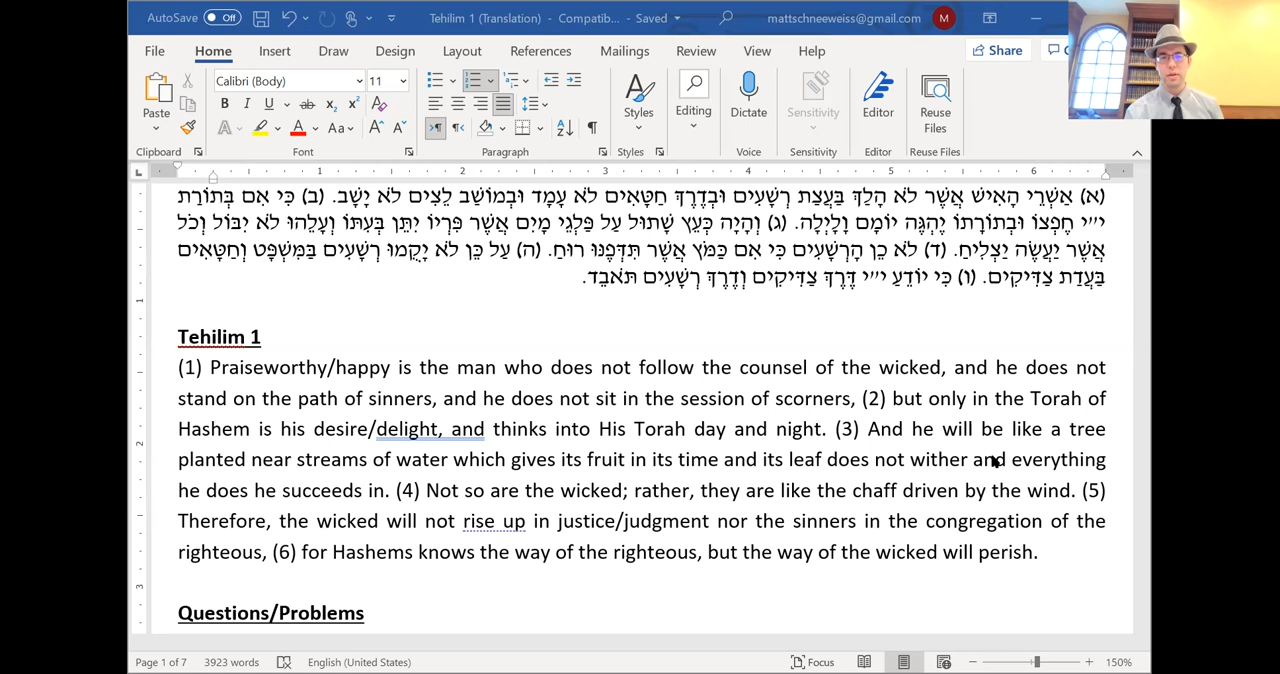 AutoSave Off Tehilim 1 (Translation) - Compatib... - Saved mattschneeweiss@gmail.com M
File Home Insert Draw Design Layout References Mailings Review View Help Share
Calibri (Body) 11
Paste Styles Editing Dictate Sensitivity Editor Reuse Files
Clipboard Font Paragraph Styles Voice Sensitivity Editor Reuse Files
1 2 3 4 5 6
(א) אַשְׁרֵי הָאִישׁ אֲשֶׁר לֹא הָלַךְ בַּעֲצַת רְשָׁעִים וּבְדֶרֶךְ חַטָּאִים לֹא עָמָד וּבְמוֹשַׁב לֵצִים לֹא יָשָׁב. (ב) כִּי אִם בְּתוֹרַת
י״י חֶפְצוֹ וּבְתוֹרָתוֹ יֶהְגֶּה יוֹמָם וָלָיְלָה. (ג) וְהָיָה כְּעֵץ שָׁתוּל עַל פַּלְגֵי מָיִם אֲשֶׁר פִּרְיוֹ יִתֵּן בְּעִתּוֹ וְעָלֵהוּ לֹא יִבּוֹל וְכֹל
אֲשֶׁר יַעֲשֶׂה יַצְלִיחַ. (ד) לֹא כֵן הָרְשָׁעִים כִּי אִם כַּמֹּץ אֲשֶׁר תִּדְּפֶנּוּ רוּחַ. (ה) עַל כֵּן לֹא יָקֻמוּ רְשָׁעִים בַּמִּשְׁפָּט וְחַטָּאִים
בַּעֲדַת צַדִּיקִים. (ו) כִּי יוֹדֵעַ י״י דֶּרֶךְ צַדִּיקִים וְדֶרֶךְ רְשָׁעִים תֹּאבֵד.
Tehilim 1
(1) Praiseworthy/happy is the man who does not follow the counsel of the wicked, and he does not
stand on the path of sinners, and he does not sit in the session of scorners, (2) but only in the Torah of
Hashem is his desire/delight, and thinks into His Torah day and night. (3) And he will be like a tree
planted near streams of water which gives its fruit in its time and its leaf does not wither and everything
he does he succeeds in. (4) Not so are the wicked; rather, they are like the chaff driven by the wind. (5)
Therefore, the wicked will not rise up in justice/judgment nor the sinners in the congregation of the
righteous, (6) for Hashems knows the way of the righteous, but the way of the wicked will perish.
Questions/Problems
Page 1 of 7 3923 words English (United States) Focus 150%